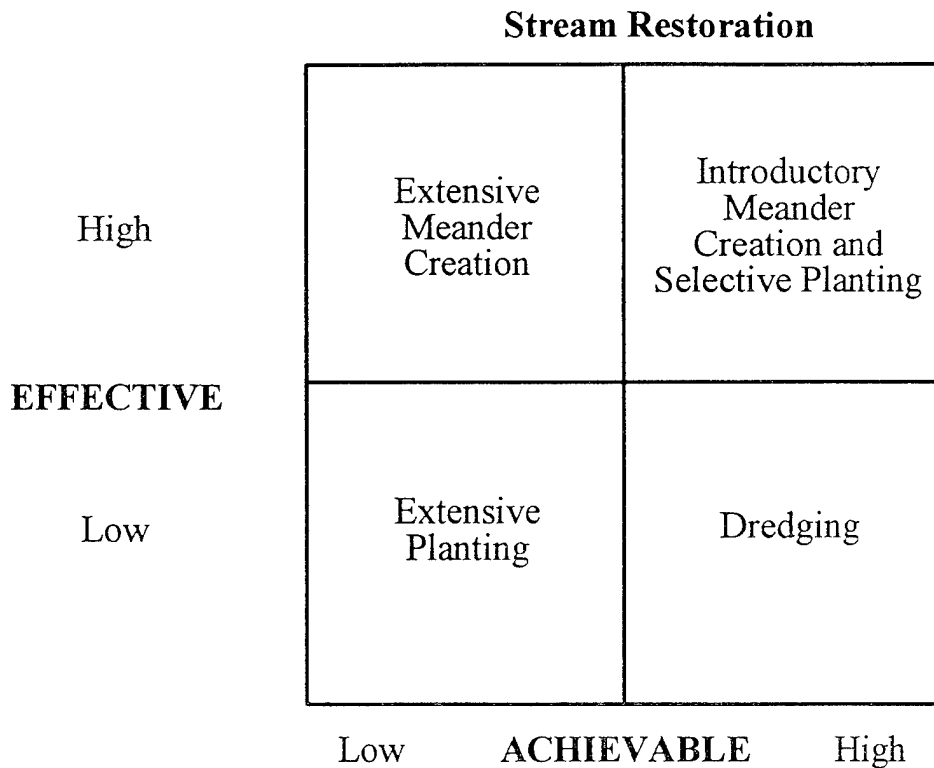 Stream Restoration
High
Extensive
Meander
Creation
Introductory
Meander
Creation and
Selective Planting
EFFECTIVE
Low
Extensive
Planting
Dredging
Low
ACHIEVABLE
High